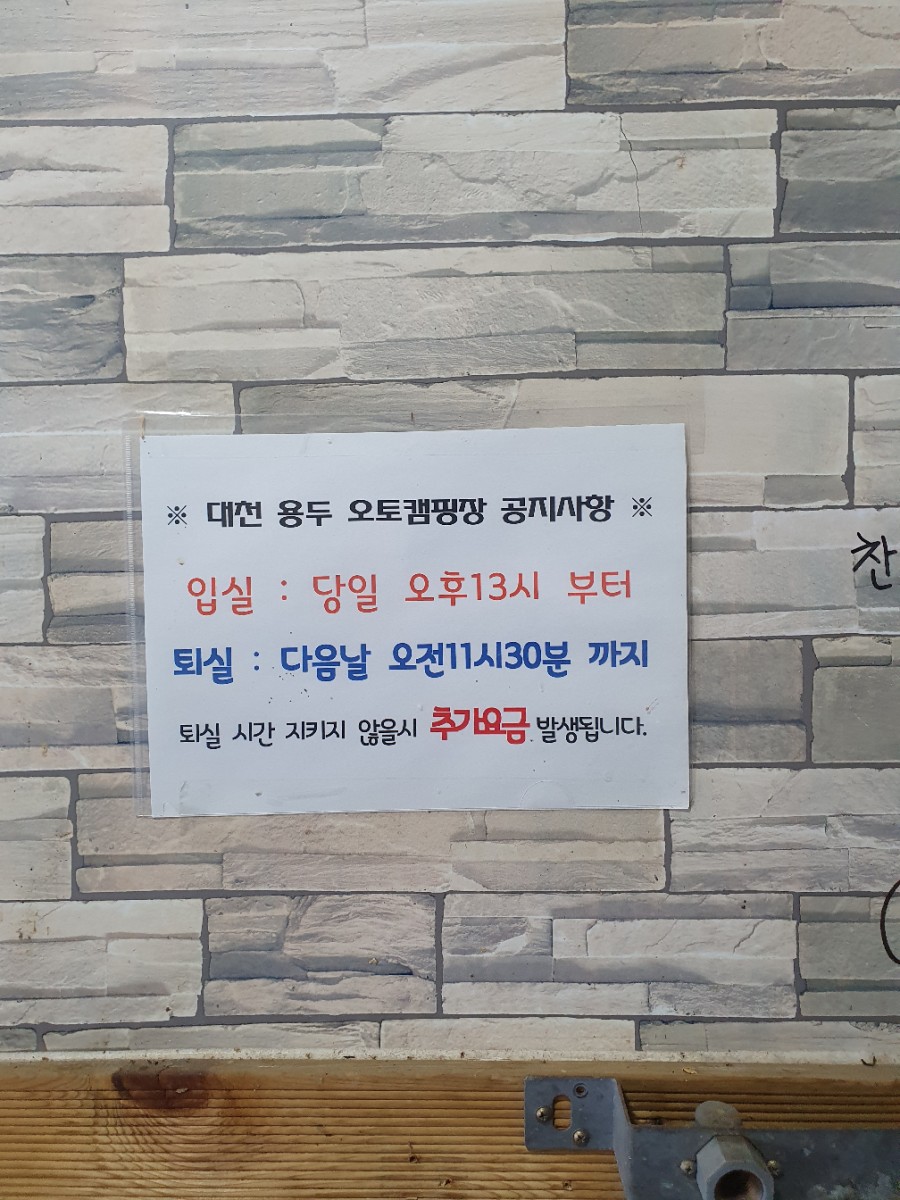 ※ 대천 용두 오토캠핑장 공지사항 ※
입실 : 당일 오후13시 부터
퇴실 : 다음날 오전11시30분 까지
퇴실 시간 지키지 않을시 추가요금 발생됩니다.
찬